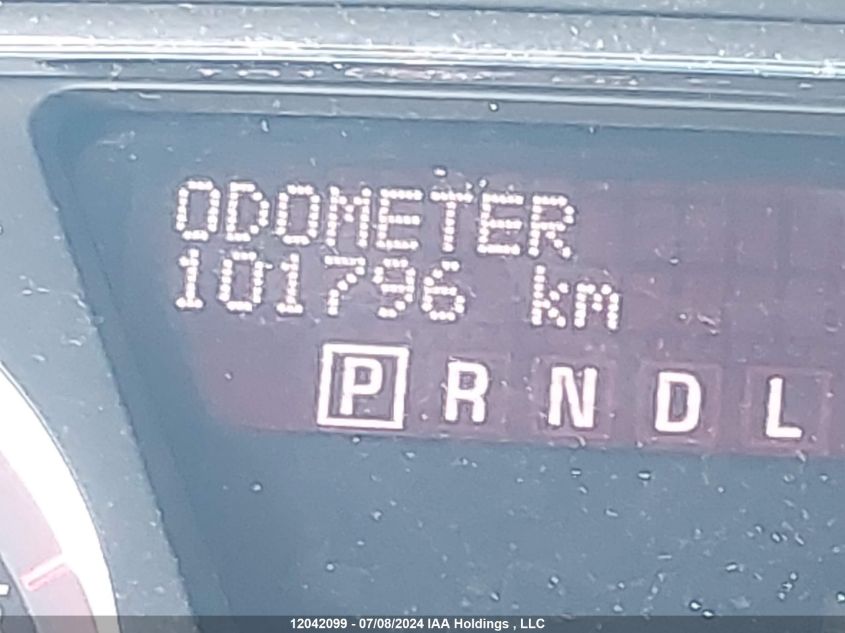 ODOMETER
101796 km
P R N D L
12042099 - 07/08/2024 IAA Holdings , LLC